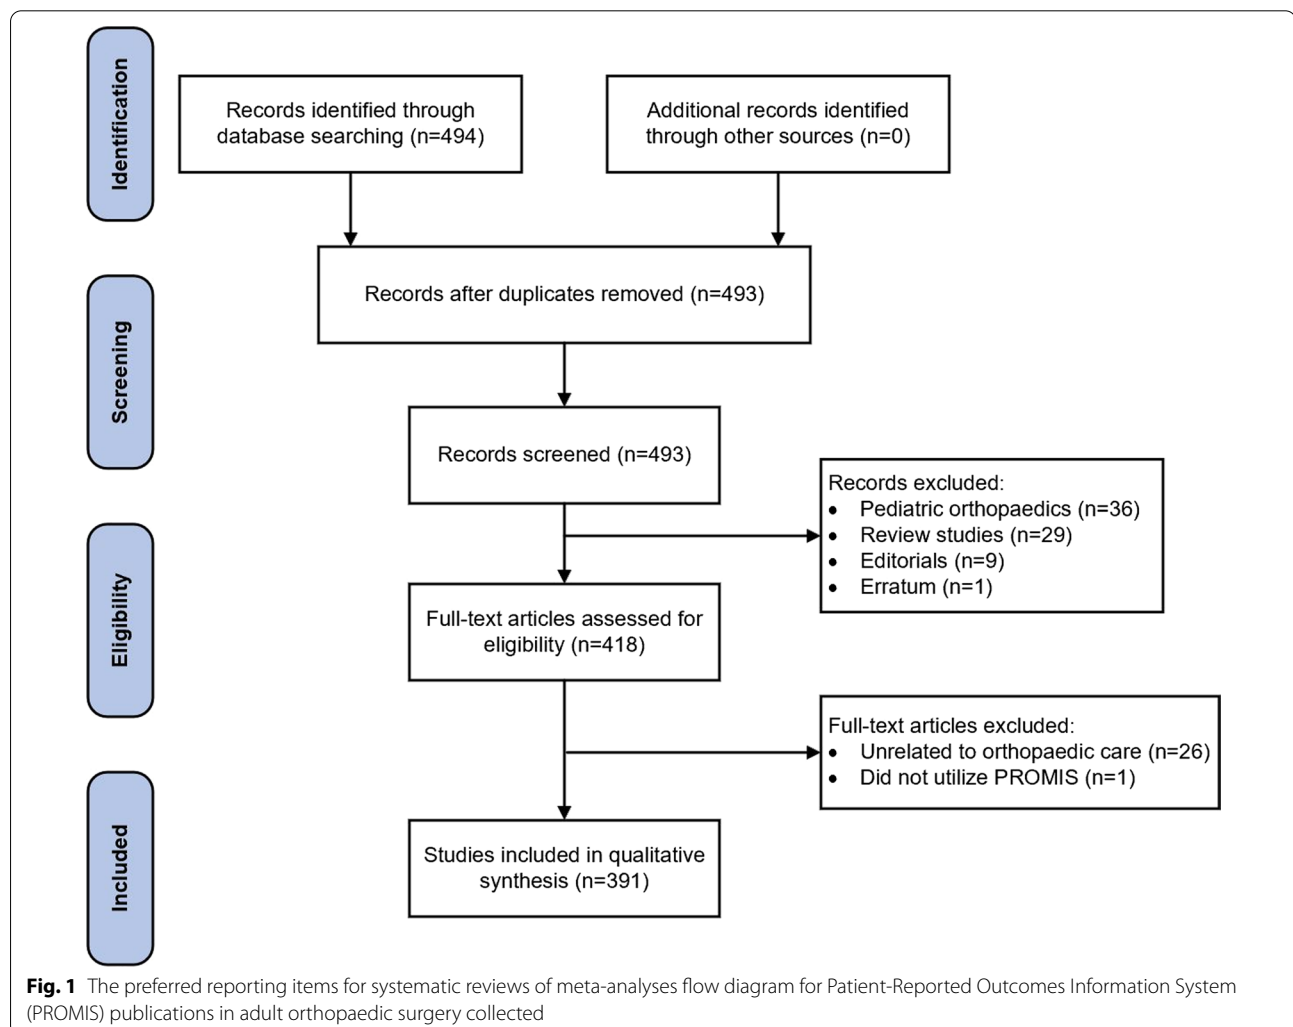 Identification
Records identified through
database searching (n=494)
Additional records identified
through other sources (n=0)
Screening
Records after duplicates removed (n=493)
Records screened (n=493)
Records excluded:
• Pediatric orthopaedics (n=36)
• Review studies (n=29)
• Editorials (n=9)
• Erratum (n=1)
Eligibility
Full-text articles assessed for
eligibility (n=418)
Full-text articles excluded:
• Unrelated to orthopaedic care (n=26)
• Did not utilize PROMIS (n=1)
Included
Studies included in qualitative
synthesis (n=391)
Fig. 1 The preferred reporting items for systematic reviews of meta-analyses flow diagram for Patient-Reported Outcomes Information System
(PROMIS) publications in adult orthopaedic surgery collected